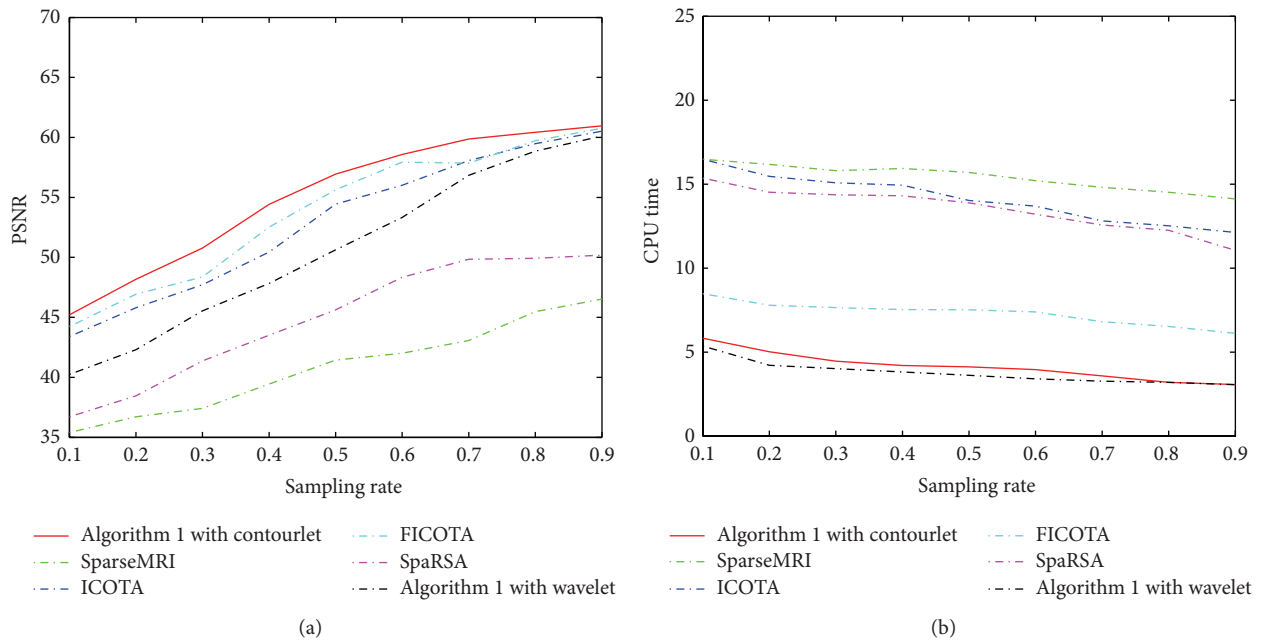 70
65
60
55
50
45
40
35
PSNR
0.1 0.2 0.3 0.4 0.5 0.6 0.7 0.8 0.9
Sampling rate
Algorithm 1 with contourlet
SparseMRI
ICOTA
FICOTA
SpaRSA
Algorithm 1 with wavelet
(a)
25
20
15
10
5
0
CPU time
0.1 0.2 0.3 0.4 0.5 0.6 0.7 0.8 0.9
Sampling rate
Algorithm 1 with contourlet
SparseMRI
ICOTA
FICOTA
SpaRSA
Algorithm 1 with wavelet
(b)